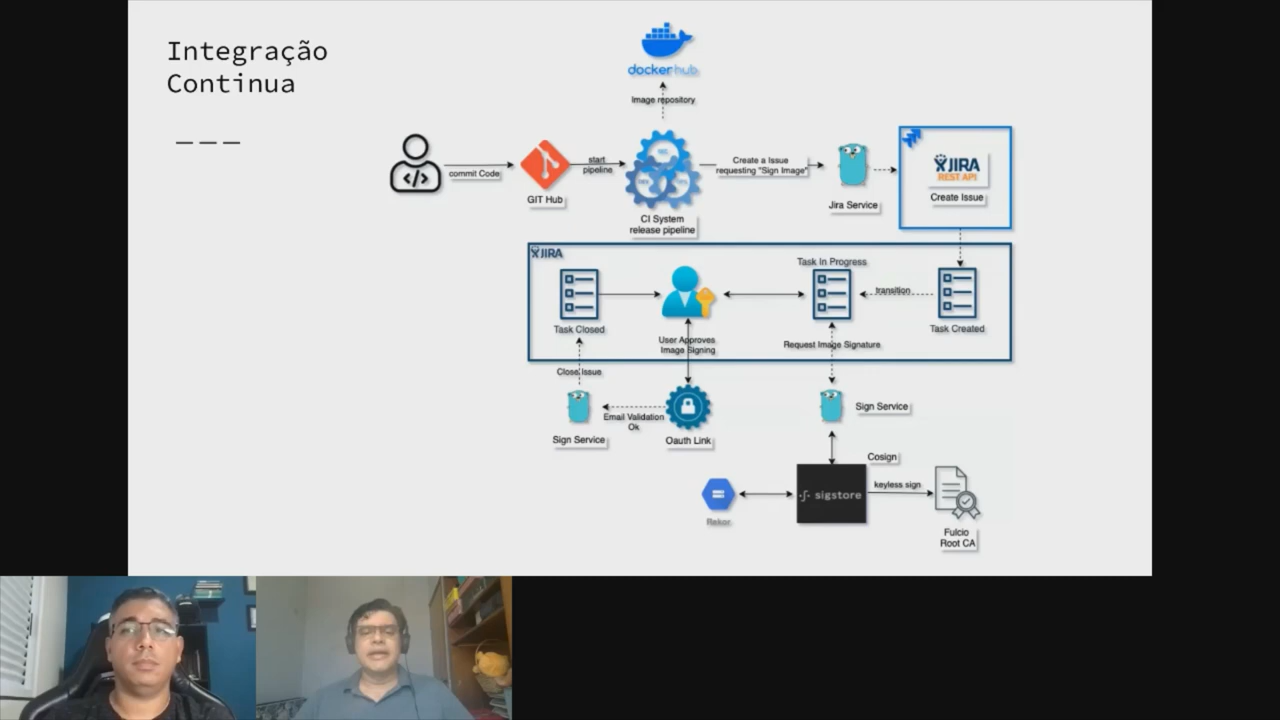 Integração
Continua
docker hub
Image repository
commit Code
GIT Hub
start
pipeline
CI System
release pipeline
Create a Issue
requesting "Sign Image"
Jira Service
JIRA
REST API
Create Issue
JIRA
Task Closed
User Approves
Image Signing
Task In Progress
Request Image Signature
transition
Task Created
Close Issue
Sign Service
Email Validation
Ok
Oauth Link
Sign Service
Cosign
Rekor
sigstore
keyless sign
Fulcio
Root CA